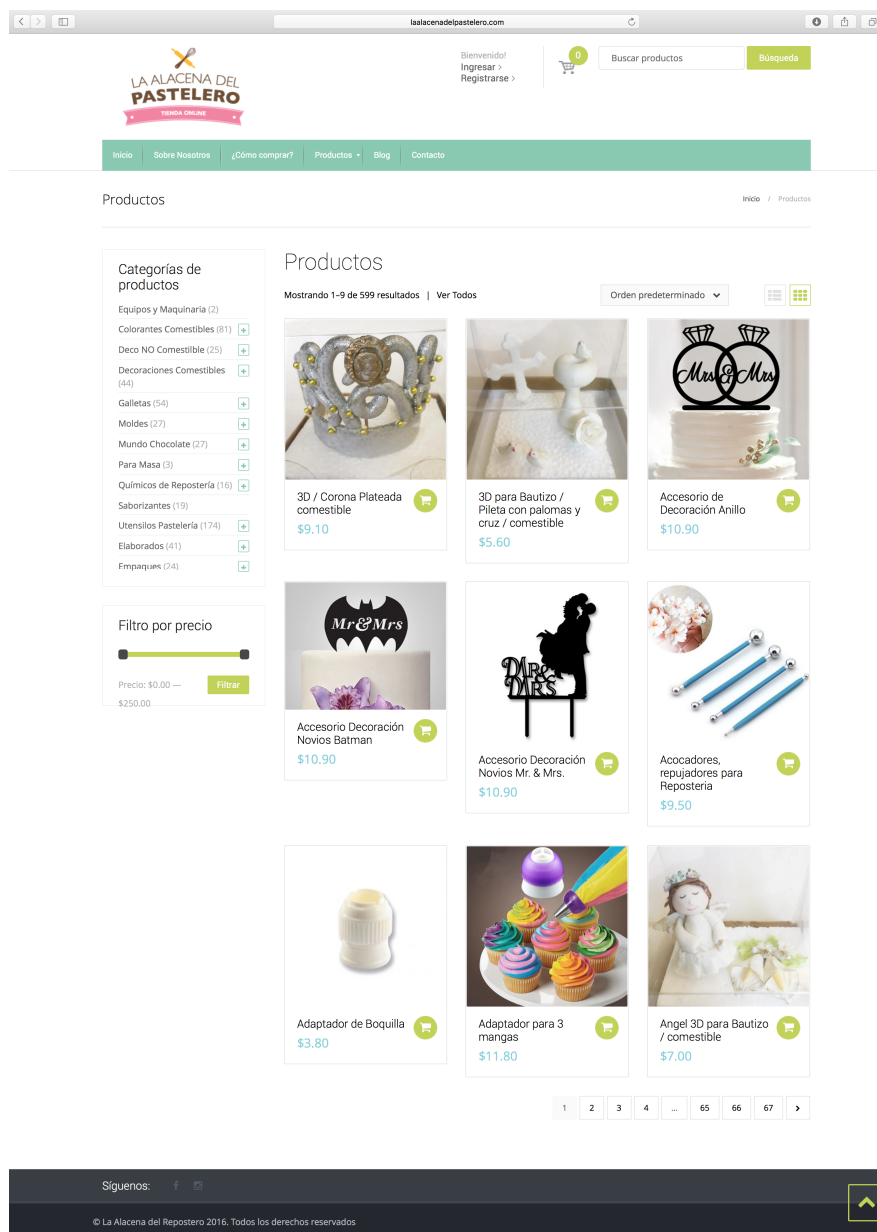 laalacenadelpastelero.com
LA ALACENA DEL
PASTELERO
TIENDA ONLINE
Bienvenido!
Ingresar >
Registrarse >
0
Buscar productos
Búsqueda
Inicio
Sobre Nosotros
¿Cómo comprar?
Productos
Blog
Contacto
Productos
Inicio / Productos
Categorías de
productos
Equipos y Maquinaria (2)
Colorantes Comestibles (81)
Deco NO Comestilble (25)
Decoraciones Comestibles
(44)
Galletas (54)
Moldes (27)
Mundo Chocolate (27)
Para Masa (3)
Químicos de Repostería (16)
Saborizantes (19)
Utensilos Pastelería (174)
Elaborados (41)
Empaques (24)
Filtro por precio
Precio: $0.00 —
$250.00
Filtrar
Productos
Mostrando 1–9 de 599 resultados | Ver Todos
Orden predeterminado
3D / Corona Plateada
comestible
$9.10
3D para Bautizo /
Pileta con palomas y
cruz / comestible
$5.60
Mrs & Mrs
Accesorio de
Decoración Anillo
$10.90
Mr & Mrs
Accesorio Decoración
Novios Batman
$10.90
Accesorio Decoración
Novios Mr. & Mrs.
$10.90
Acocadores,
repujadores para
Reposteria
$9.50
Adaptador de Boquilla
$3.80
Adaptador para 3
mangas
$11.80
Angel 3D para Bautizo
/ comestible
$7.00
1 2 3 4 ... 65 66 67 >
Síguenos:
© La Alacena del Repostero 2016. Todos los derechos reservados